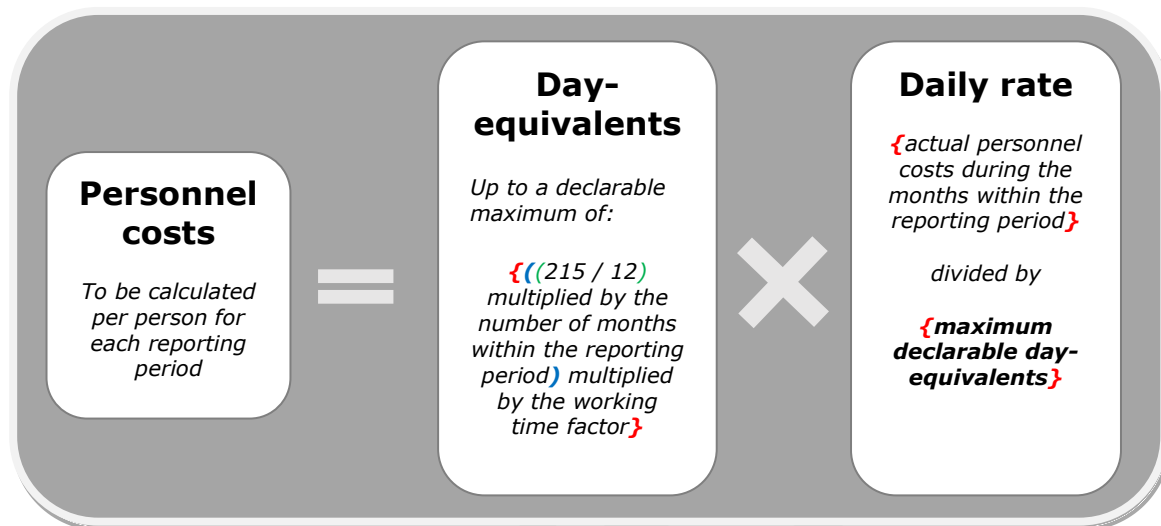 Personnel
costs
To be calculated
per person for
each reporting
period
=
Day-
equivalents
Up to a declarable
maximum of:
{((215 / 12)
multiplied by the
number of months
within the reporting
period) multiplied
by the working
time factor}
×
Daily rate
{actual personnel
costs during the
months within the
reporting period}
divided by
{maximum
declarable day-
equivalents}